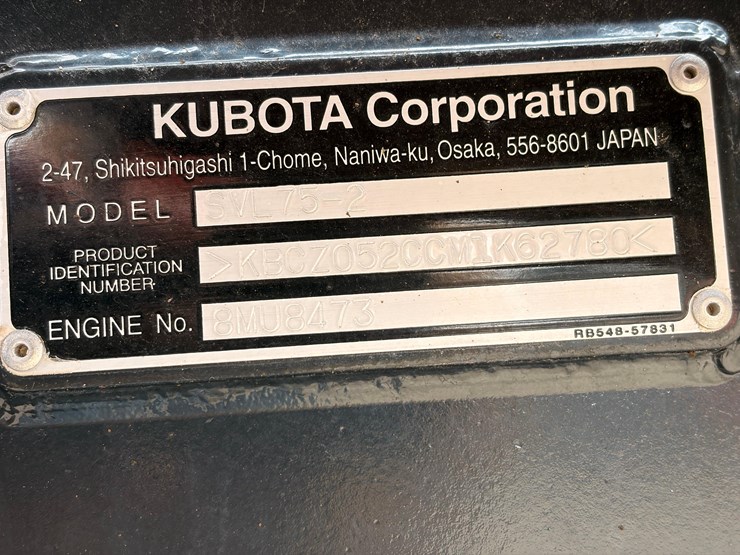 KUBOTA Corporation
2-47, Shikitsuhigashi 1-Chome, Naniwa-ku, Osaka, 556-8601 JAPAN
MODEL SVL75-2
PRODUCT IDENTIFICATION NUMBER >KBCZ052CCM1K62780<
ENGINE No. 8MU8473
RB548-57831